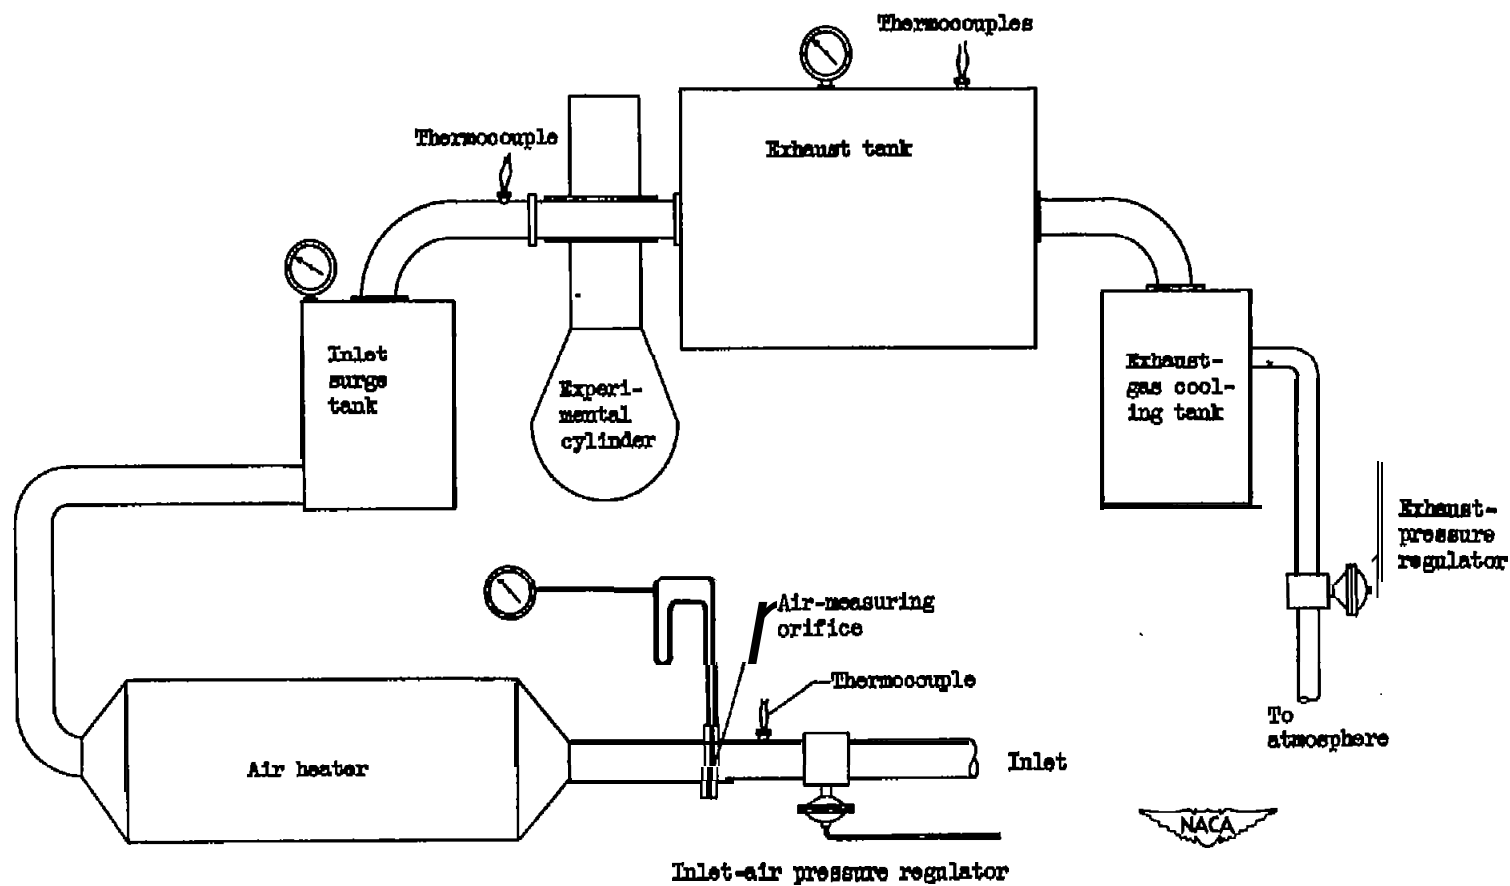 Thermocouples
Thermocouple
Exhaust tank
Inlet
surge
tank
Experi-
mental
cylinder
Exhaust-
gas cool-
ing tank
Exhaust-
pressure
regulator
Air-measuring
orifice
Thermocouple
To
atmosphere
Air heater
Inlet
NACA
Inlet-air pressure regulator